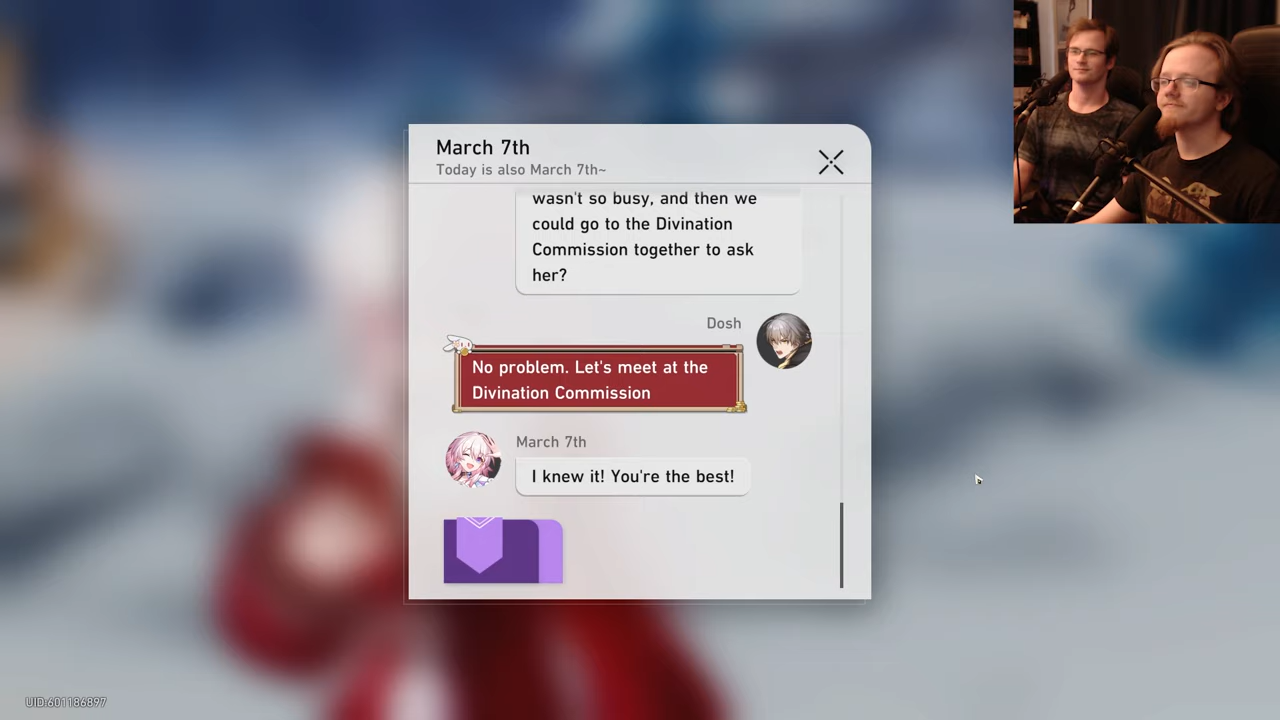 March 7th
Today is also March 7th~
wasn't so busy, and then we
could go to the Divination
Commission together to ask
her?
Dosh
No problem. Let's meet at the
Divination Commission
March 7th
I knew it! You're the best!
UID:601186897